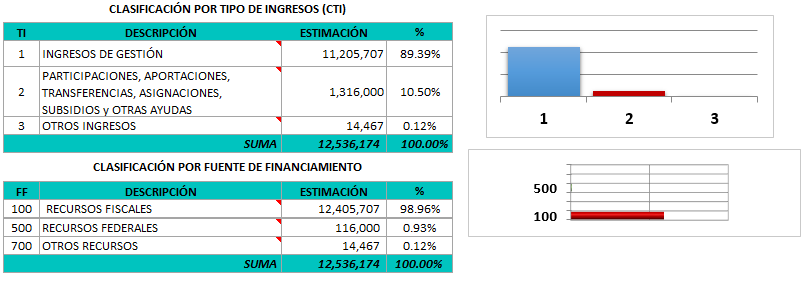 CLASIFICACIÓN POR TIPO DE INGRESOS (CTI)
TI DESCRIPCIÓN ESTIMACIÓN %
1 INGRESOS DE GESTIÓN 11,205,707 89.39%
PARTICIPACIONES, APORTACIONES,
2 TRANSFERENCIAS, ASIGNACIONES, 1,316,000 10.50%
SUBSIDIOS y OTRAS AYUDAS
3 OTROS INGRESOS 14,467 0.12%
SUMA 12,536,174 100.00%
1 2 3
CLASIFICACIÓN POR FUENTE DE FINANCIAMIENTO
FF DESCRIPCIÓN ESTIMACIÓN %
100 RECURSOS FISCALES 12,405,707 98.96%
500 RECURSOS FEDERALES 116,000 0.93%
700 OTROS RECURSOS 14,467 0.12%
SUMA 12,536,174 100.00%
500
100